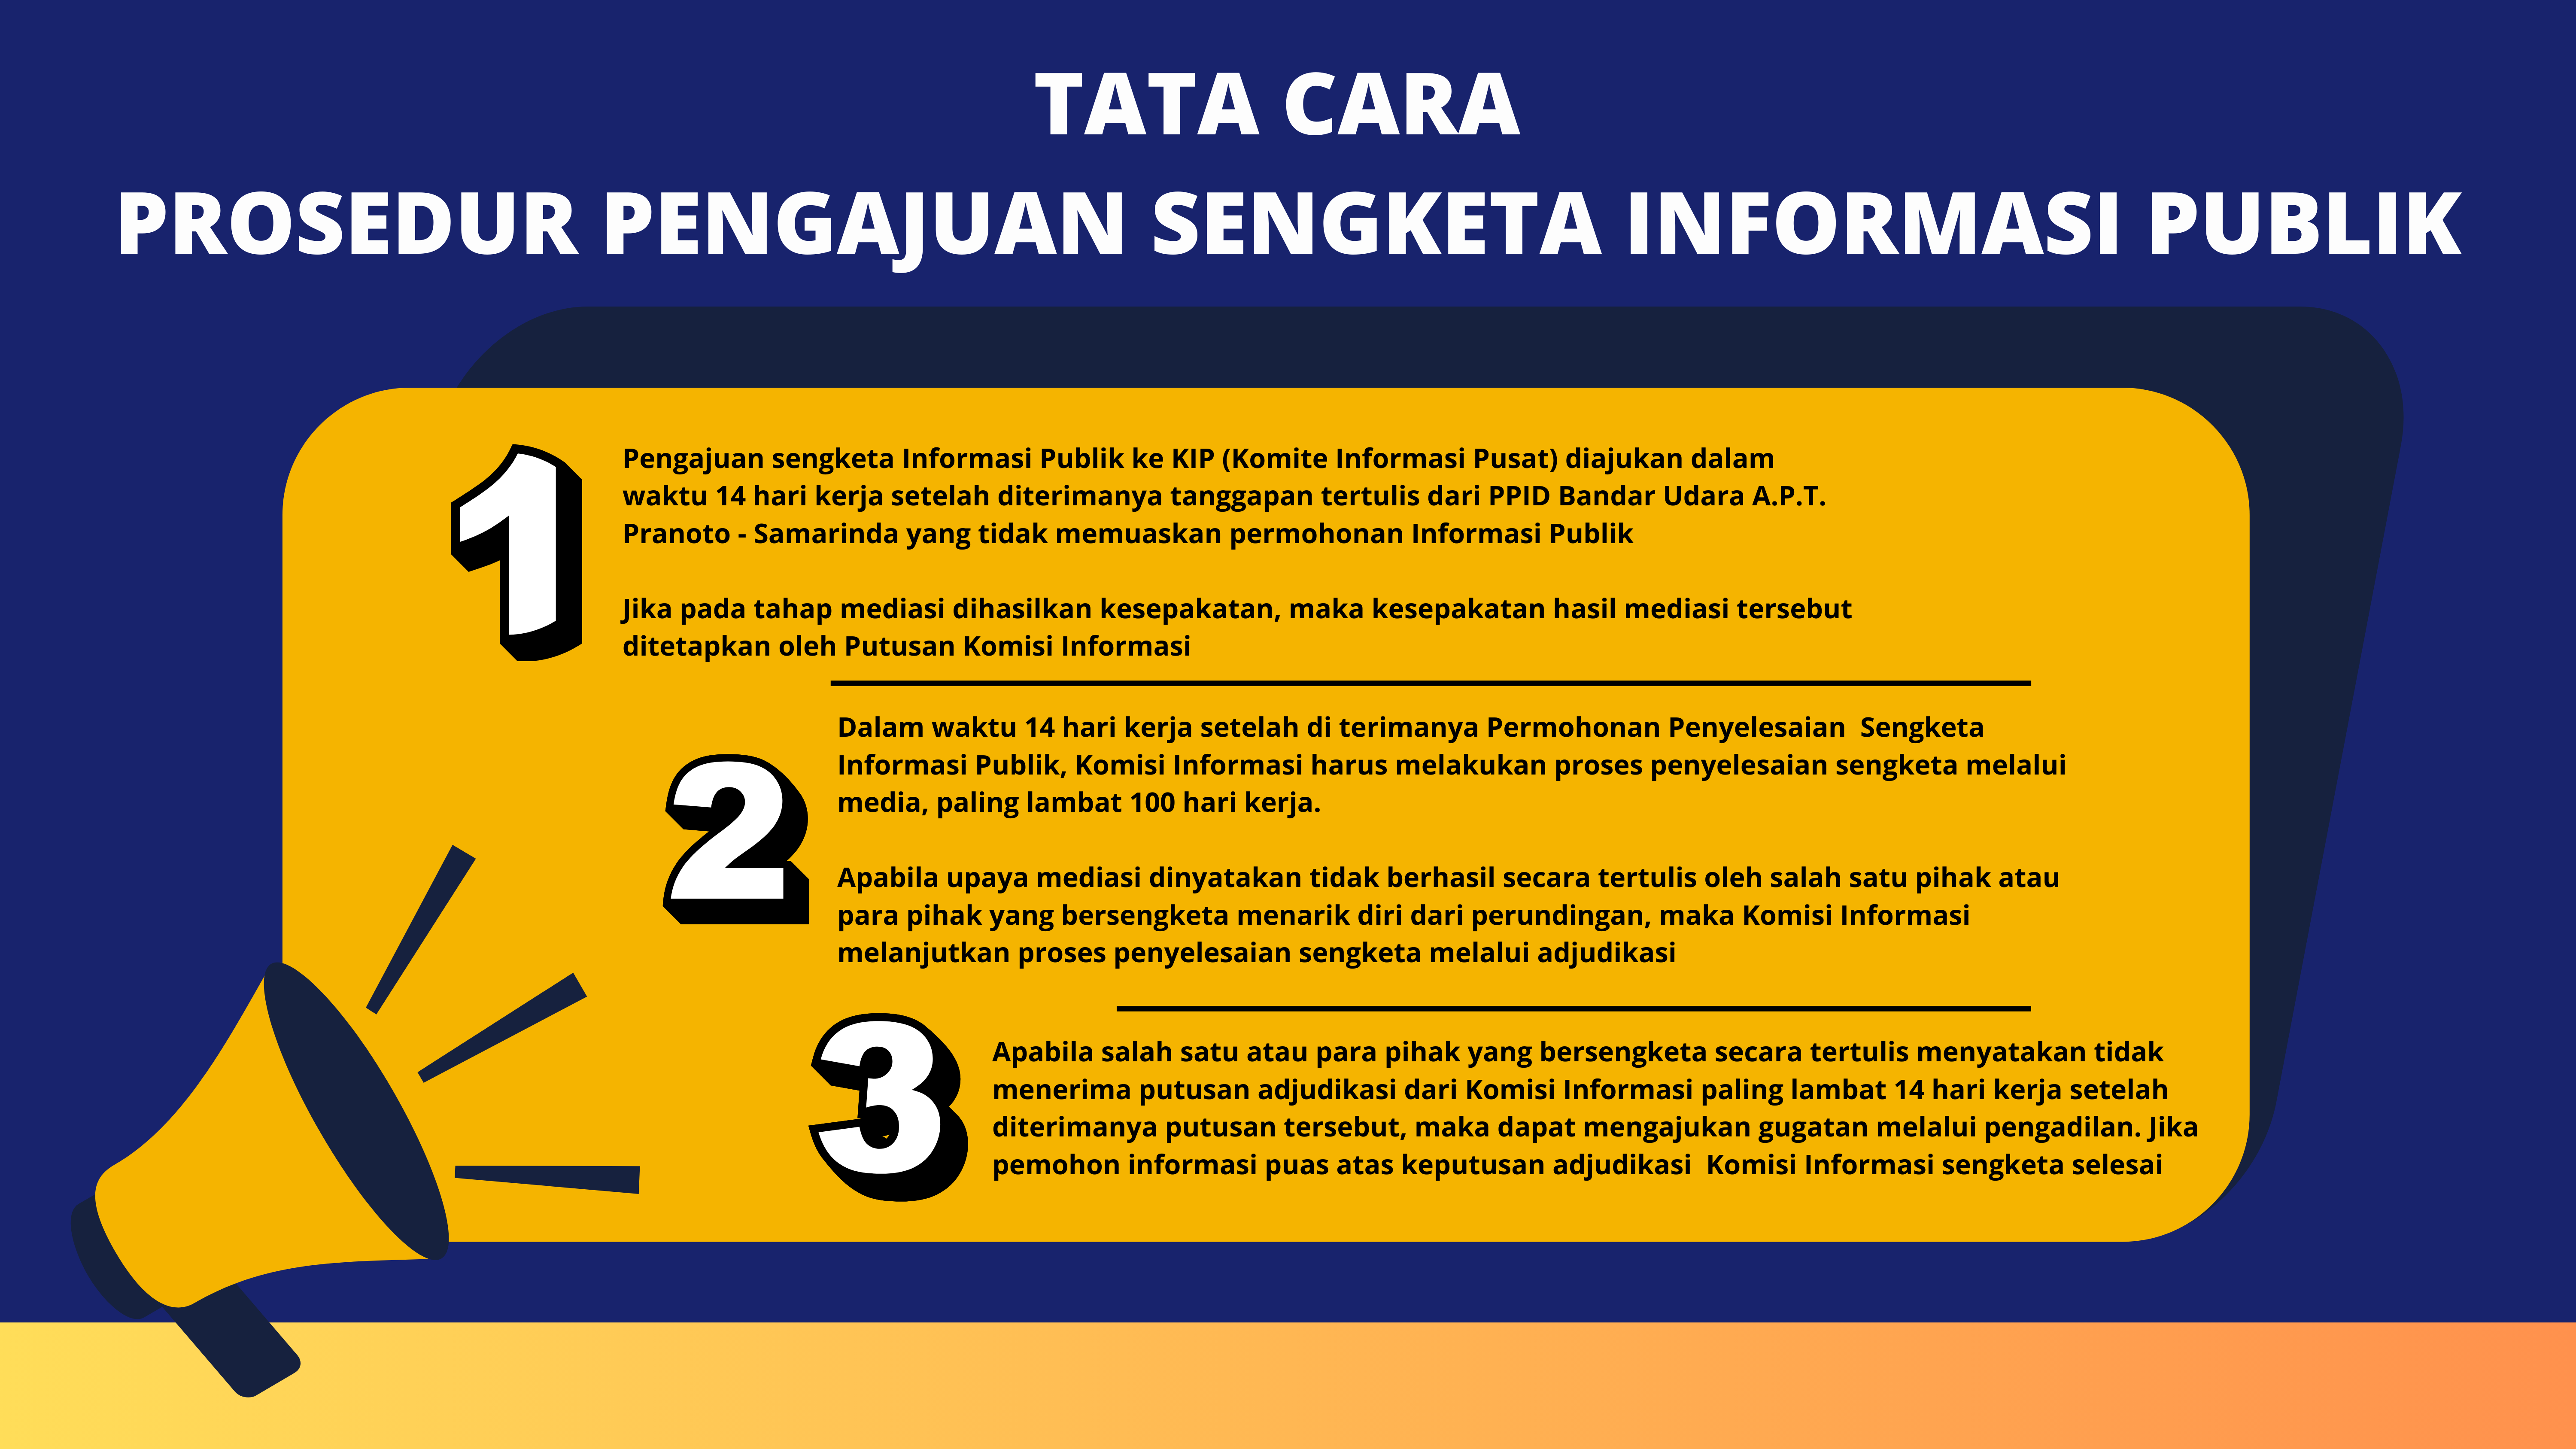 TATA CARA
PROSEDUR PENGAJUAN SENGKETA INFORMASI PUBLIK
1
Pengajuan sengketa Informasi Publik ke KIP (Komite Informasi Pusat) diajukan dalam
waktu 14 hari kerja setelah diterimanya tanggapan tertulis dari PPID Bandar Udara A.P.T.
Pranoto - Samarinda yang tidak memuaskan permohonan Informasi Publik
Jika pada tahap mediasi dihasilkan kesepakatan, maka kesepakatan hasil mediasi tersebut
ditetapkan oleh Putusan Komisi Informasi
2
Dalam waktu 14 hari kerja setelah di terimanya Permohonan Penyelesaian  Sengketa
Informasi Publik, Komisi Informasi harus melakukan proses penyelesaian sengketa melalui
media, paling lambat 100 hari kerja.
Apabila upaya mediasi dinyatakan tidak berhasil secara tertulis oleh salah satu pihak atau
para pihak yang bersengketa menarik diri dari perundingan, maka Komisi Informasi
melanjutkan proses penyelesaian sengketa melalui adjudikasi
3
Apabila salah satu atau para pihak yang bersengketa secara tertulis menyatakan tidak
menerima putusan adjudikasi dari Komisi Informasi paling lambat 14 hari kerja setelah
diterimanya putusan tersebut, maka dapat mengajukan gugatan melalui pengadilan. Jika
pemohon informasi puas atas keputusan adjudikasi  Komisi Informasi sengketa selesai